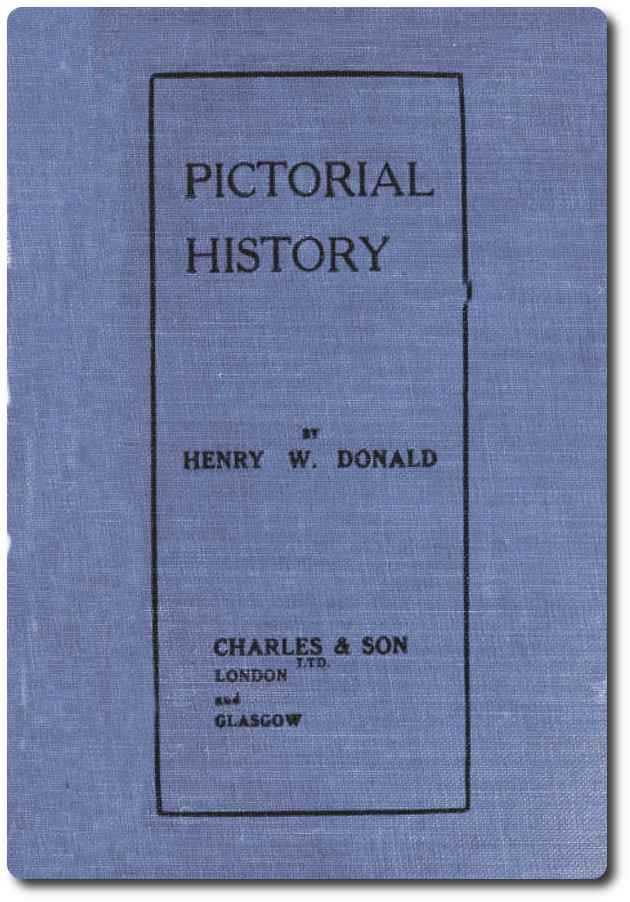 PICTORIAL
HISTORY
BY
HENRY W. DONALD
CHARLES & SON
LTD.
LONDON
and
GLASGOW